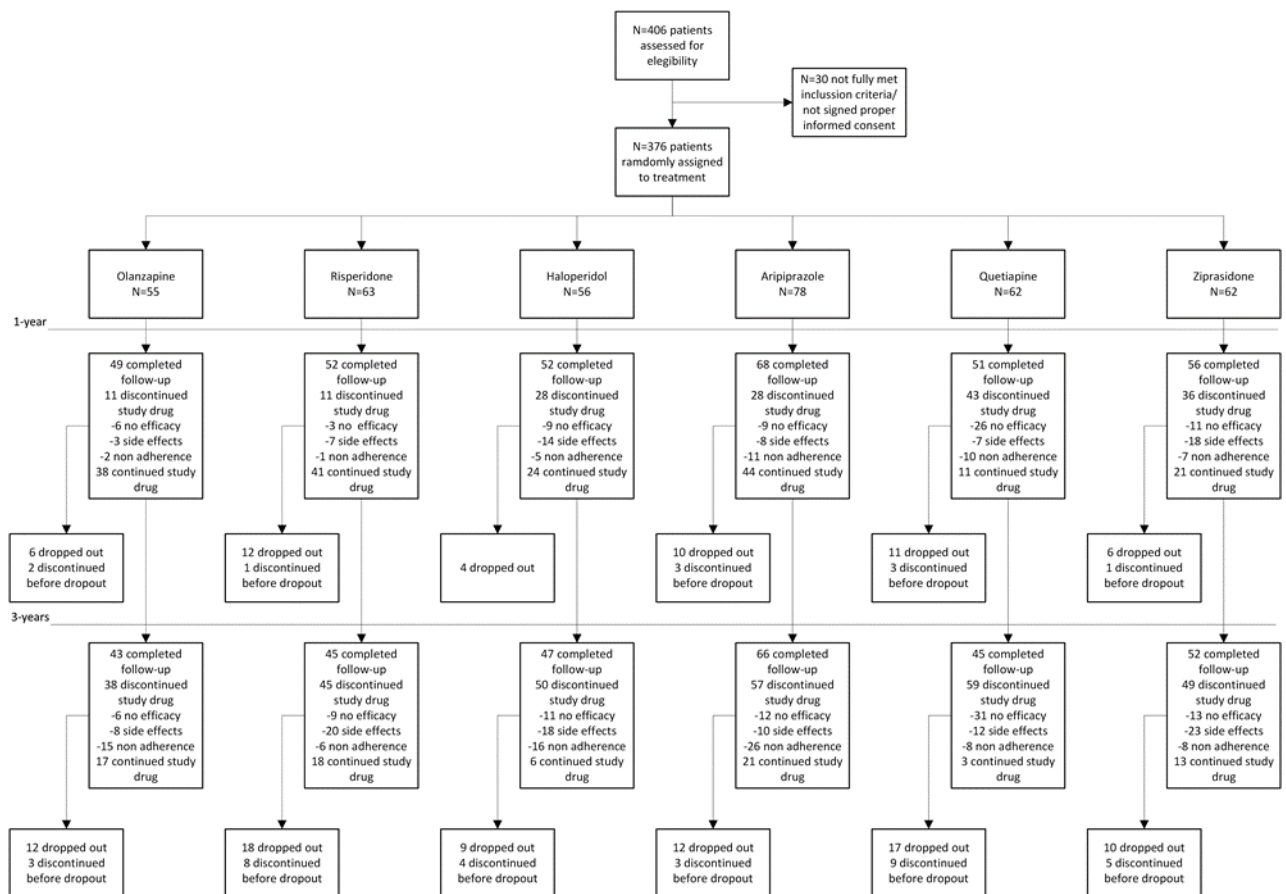 N=406 patients
assessed for
elegibility
N=30 not fully met
inclussion criteria/
not signed proper
informed consent
N=376 patients
ramdomly assigned
to treatment
Olanzapine
N=55
Risperidone
N=63
Haloperidol
N=56
Aripiprazole
N=78
Quetiapine
N=62
Ziprasidone
N=62
1-year
49 completed
follow-up
11 discontinued
study drug
-6 no efficacy
-3 side effects
-2 non adherence
38 continued study
drug
52 completed
follow-up
11 discontinued
study drug
-3 no efficacy
-7 side effects
-1 non adherence
41 continued study
drug
52 completed
follow-up
28 discontinued
study drug
-9 no efficacy
-14 side effects
-5 non adherence
24 continued study
drug
68 completed
follow-up
28 discontinued
study drug
-9 no efficacy
-8 side effects
-11 non adherence
44 continued study
drug
51 completed
follow-up
43 discontinued
study drug
-26 no efficacy
-7 side effects
-10 non adherence
11 continued study
drug
56 completed
follow-up
36 discontinued
study drug
-11 no efficacy
-18 side effects
-7 non adherence
21 continued study
drug
6 dropped out
2 discontinued
before dropout
12 dropped out
1 discontinued
before dropout
4 dropped out
10 dropped out
3 discontinued
before dropout
11 dropped out
3 discontinued
before dropout
6 dropped out
1 discontinued
before dropout
3-years
43 completed
follow-up
38 discontinued
study drug
-6 no efficacy
-8 side effects
-15 non adherence
17 continued study
drug
45 completed
follow-up
45 discontinued
study drug
-9 no efficacy
-20 side effects
-6 non adherence
18 continued study
drug
47 completed
follow-up
50 discontinued
study drug
-11 no efficacy
-18 side effects
-16 non adherence
6 continued study
drug
66 completed
follow-up
57 discontinued
study drug
-12 no efficacy
-10 side effects
-26 non adherence
21 continued study
drug
45 completed
follow-up
59 discontinued
study drug
-31 no efficacy
-12 side effects
-8 non adherence
3 continued study
drug
52 completed
follow-up
49 discontinued
study drug
-13 no efficacy
-23 side effects
-8 non adherence
13 continued study
drug
12 dropped out
3 discontinued
before dropout
18 dropped out
8 discontinued
before dropout
9 dropped out
4 discontinued
before dropout
12 dropped out
3 discontinued
before dropout
17 dropped out
9 discontinued
before dropout
10 dropped out
5 discontinued
before dropout